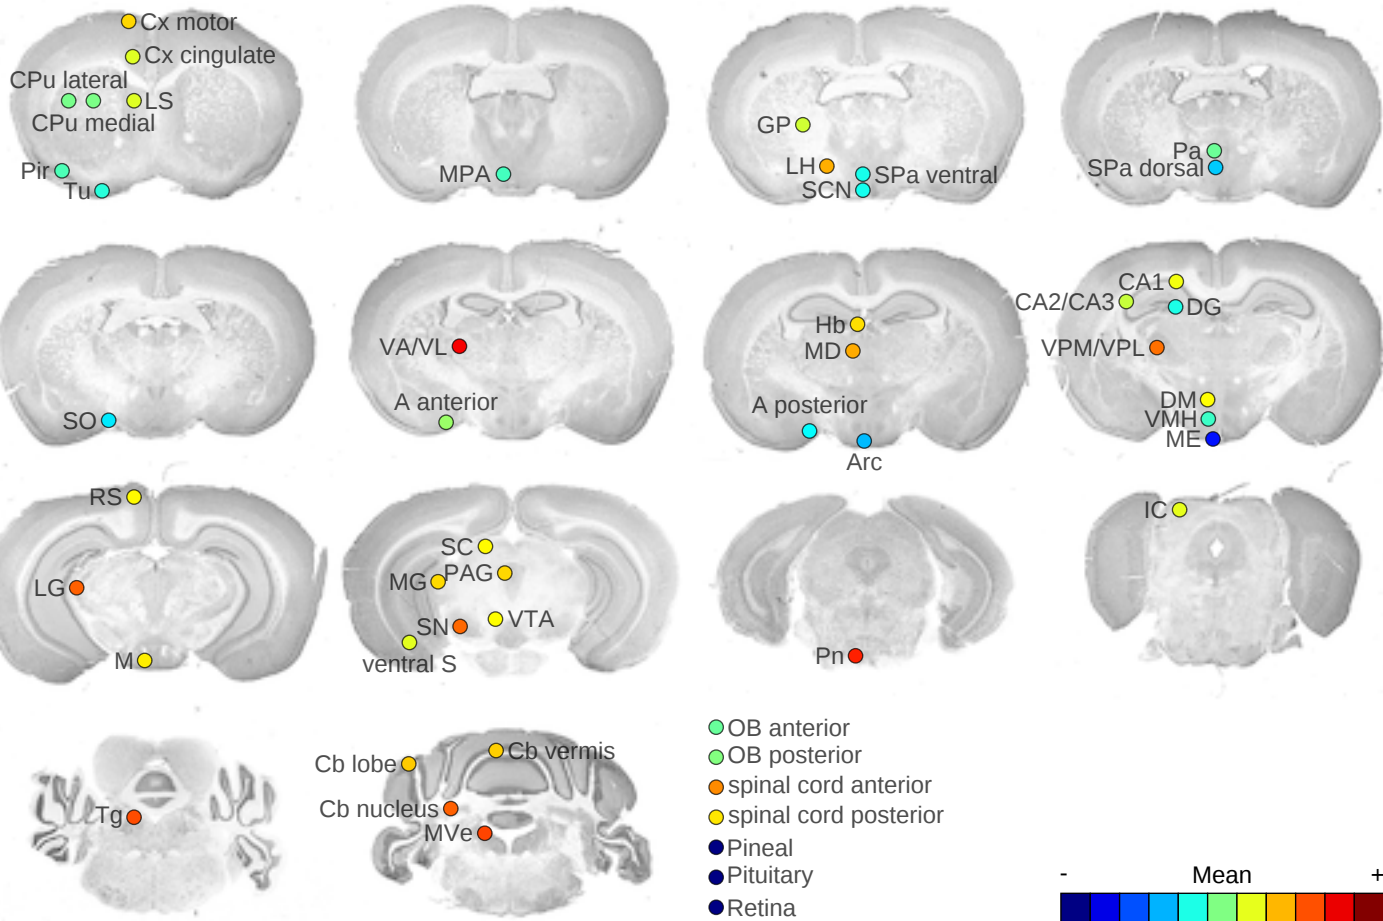 Cx motor
Cx cingulate
CPu lateral
LS
CPu medial
Pir
Tu
MPA
GP
LH
SPa ventral
SCN
Pa
SPa dorsal
SO
VA/VL
A anterior
Hb
MD
A posterior
Arc
CA1
CA2/CA3
DG
VPM/VPL
DM
VMH
ME
RS
LG
M
SC
PAG
MG
VTA
SN
ventral S
Pn
IC
Tg
Cb vermis
Cb lobe
Cb nucleus
MVe
OB anterior
OB posterior
spinal cord anterior
spinal cord posterior
Pineal
Pituitary
Retina
- Mean +